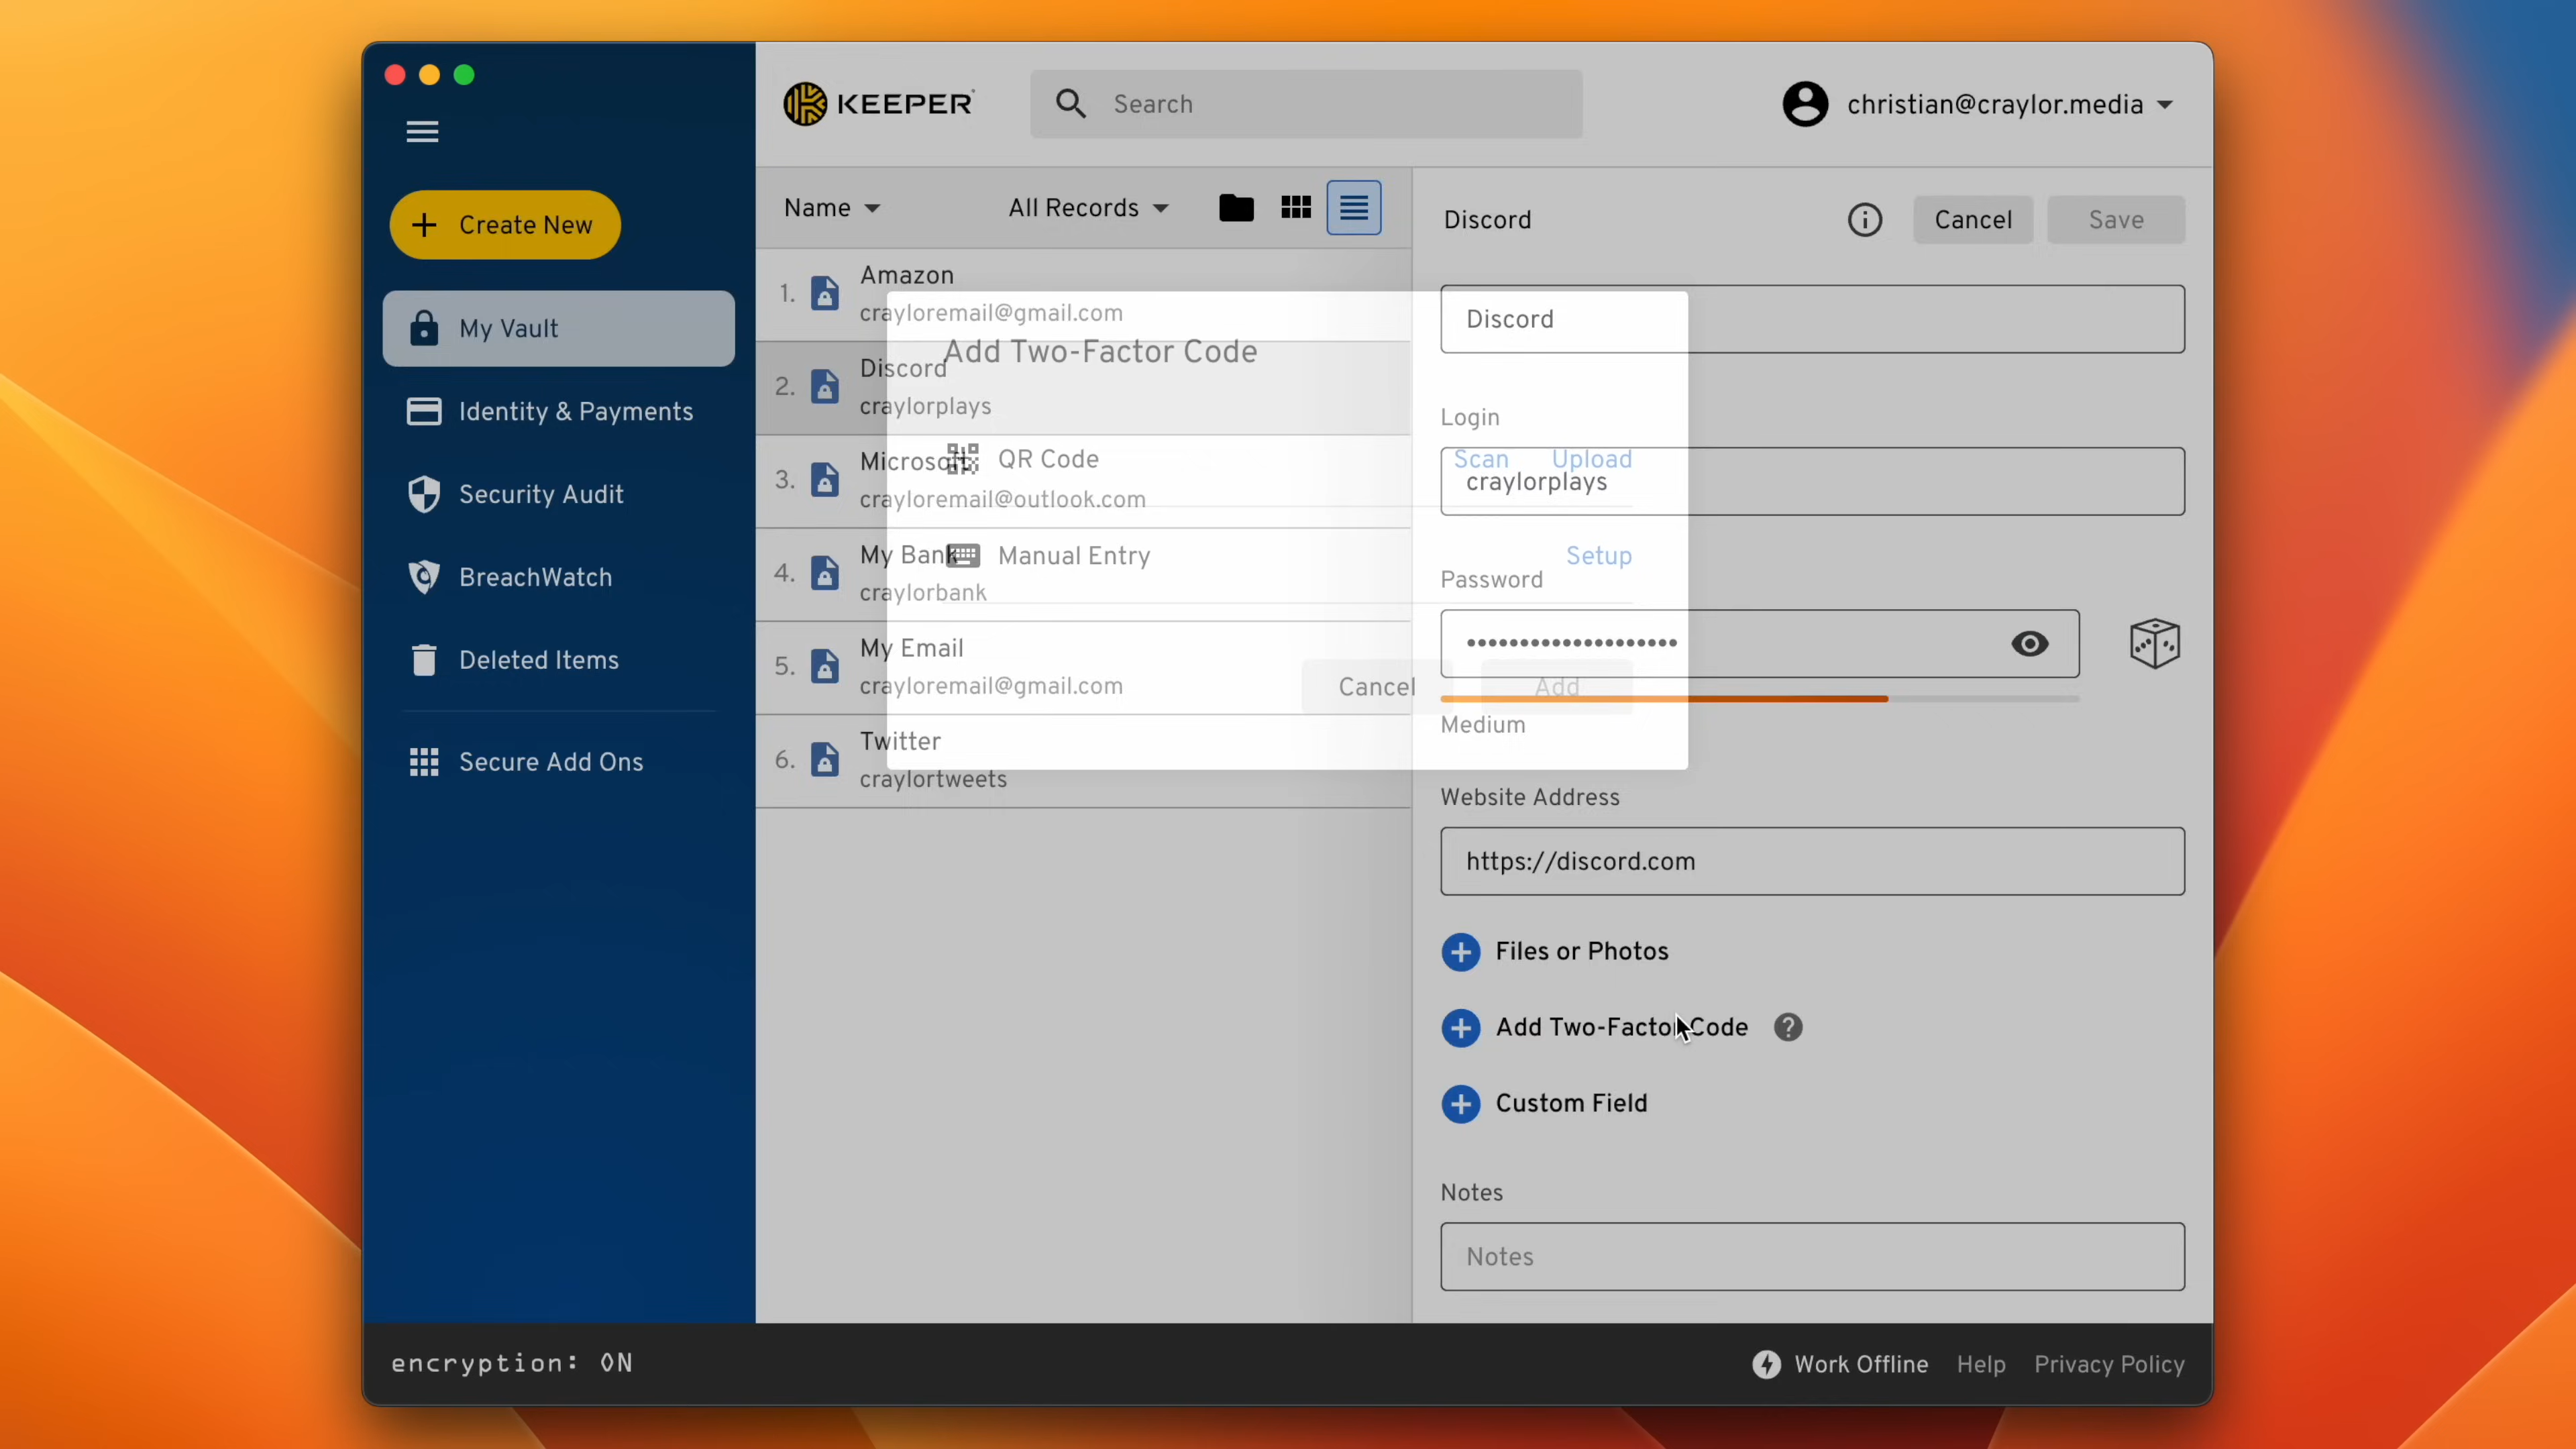 KEEPER
Search
christian@craylor.media
Create New
My Vault
Identity & Payments
Security Audit
BreachWatch
Deleted Items
Secure Add Ons
Name
All Records
1.
Amazon
crayloremail@gmail.com
2.
Discord
craylorplays
3.
Microsoft
crayloremail@outlook.com
4.
My Bank
craylorbank
5.
My Email
crayloremail@gmail.com
6.
Twitter
craylortweets
Add Two-Factor Code
QR Code
Scan
Upload
Manual Entry
Setup
Cancel
Add
Discord
Cancel
Save
Discord
Login
craylorplays
Password
Medium
Website Address
https://discord.com
Files or Photos
Add Two-Factor Code
Custom Field
Notes
Notes
encryption: ON
Work Offline
Help
Privacy Policy